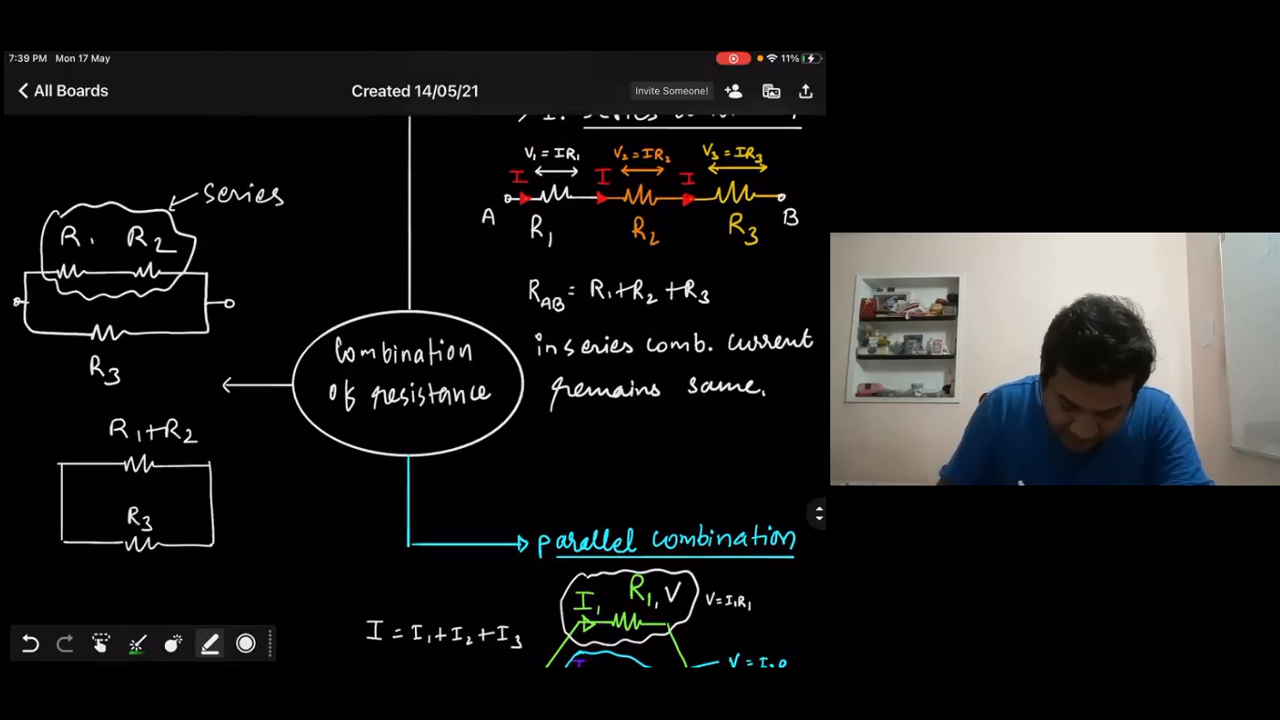 7:39 PM Mon 17 May
11%
All Boards
Created 14/05/21
Invite Someone!
V₁ = IR₁ V₂ = IR₂ V₃ = IR₃
I I I
A B
R₁ R₂ R₃
R_AB = R₁+R₂+R₃
in series comb. current
remains same.
Series
R₁ R₂
R₃
Combination
of resistance
R₁+R₂
R₃
parallel combination
I₁ R₁, V
V = I₁R₁
I = I₁+I₂+I₃